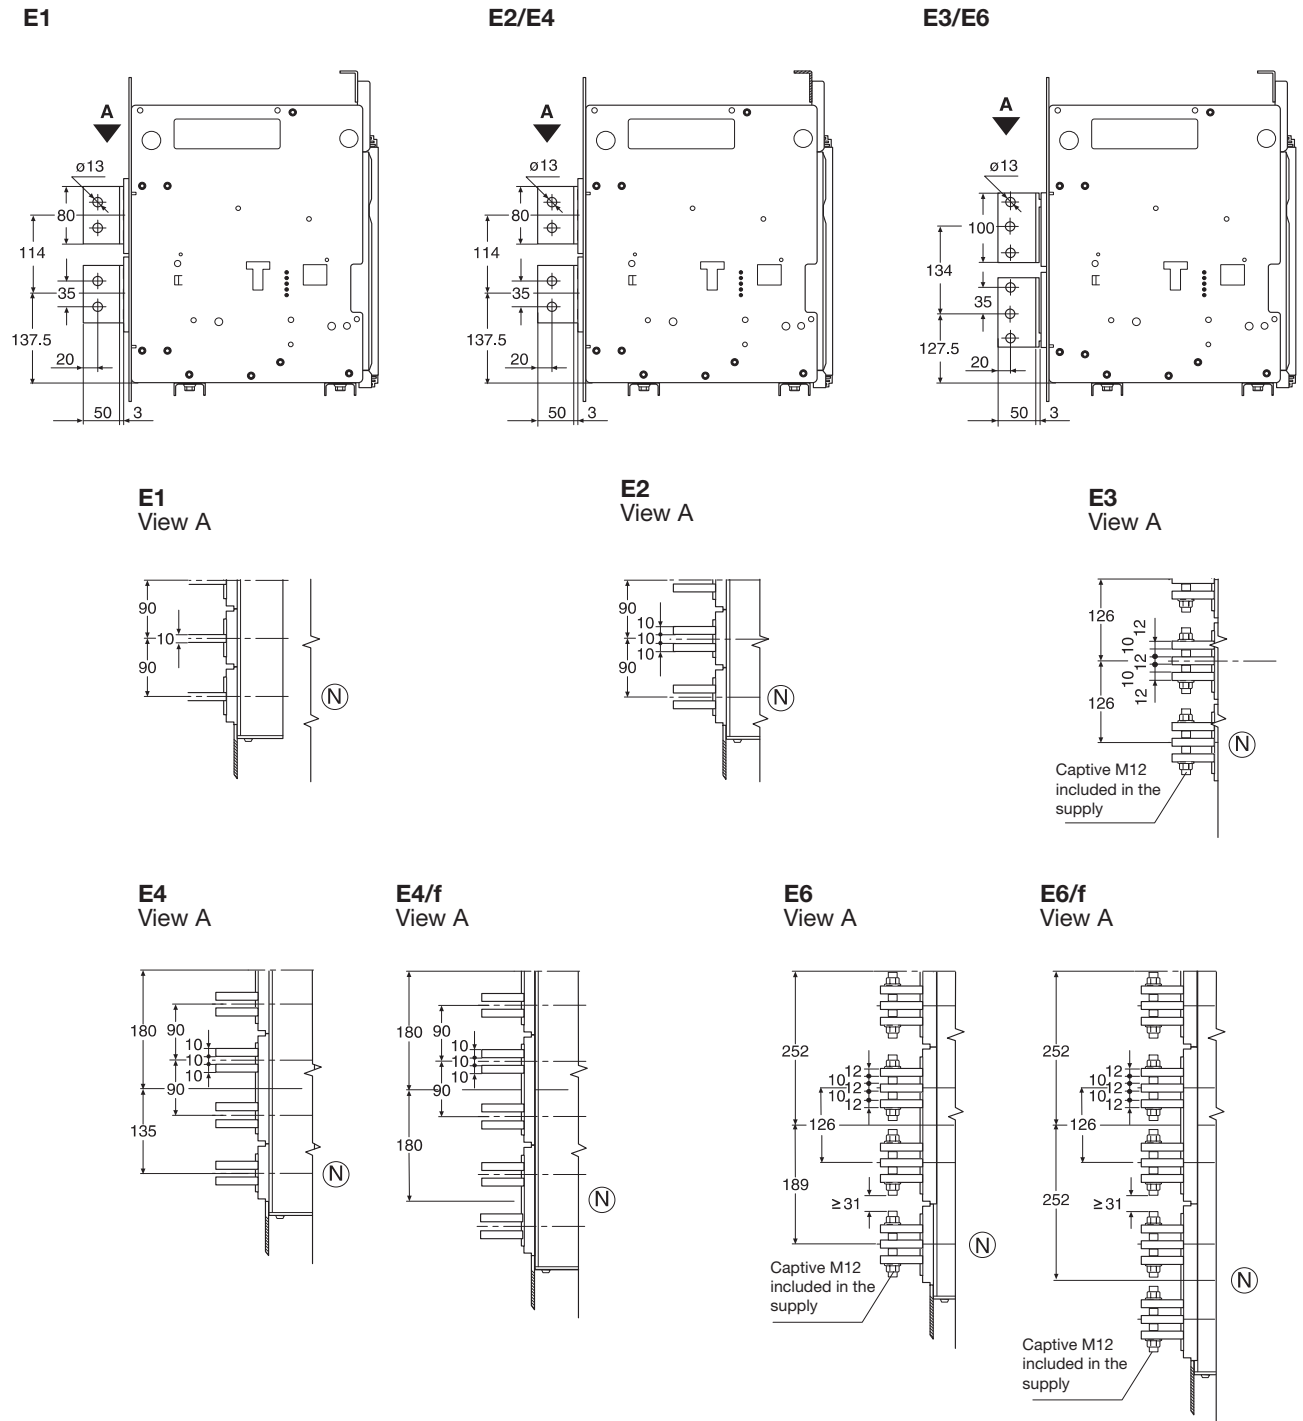 E1
E2/E4
E3/E6
A
ø13
80
114
35
137.5
20
50
3
A
ø13
80
114
35
137.5
20
50
3
A
ø13
100
134
35
127.5
20
50
3
E1
View A
90
10
90
N
E2
View A
90
10
10
10
90
N
E3
View A
126
12
10
12
10
12
126
N
Captive M12
included in the
supply
E4
View A
180
90
10
10
10
90
135
N
E4/f
View A
180
90
10
10
10
90
180
N
E6
View A
252
12
10
12
10
12
126
189
≥31
N
Captive M12
included in the
supply
E6/f
View A
252
12
10
12
10
12
126
252
≥31
N
Captive M12
included in the
supply